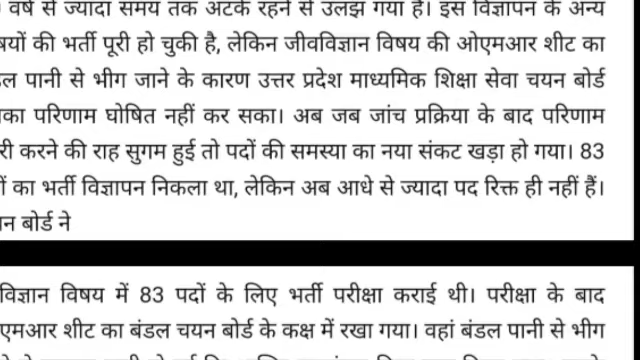 वर्ष से ज्यादा समय तक अटके रहने से उलझ गया है। इस विज्ञापन के अन्य
की भर्ती पूरी हो चुकी है, लेकिन जीवविज्ञान विषय की ओएमआर शीट का
पानी से भीग जाने के कारण उत्तर प्रदेश माध्यमिक शिक्षा सेवा चयन बोर्ड
परिणाम घोषित नहीं कर सका। अब जब जांच प्रक्रिया के बाद परिणाम
करने की राह सुगम हुई तो पदों की समस्या का नया संकट खड़ा हो गया। 83
का भर्ती विज्ञापन निकला था, लेकिन अब आधे से ज्यादा पद रिक्त ही नहीं हैं।
बोर्ड ने
विज्ञान विषय में 83 पदों के लिए भर्ती परीक्षा कराई थी। परीक्षा के बाद
एमआर शीट का बंडल चयन बोर्ड के कक्ष में रखा गया। वहां बंडल पानी से भीग